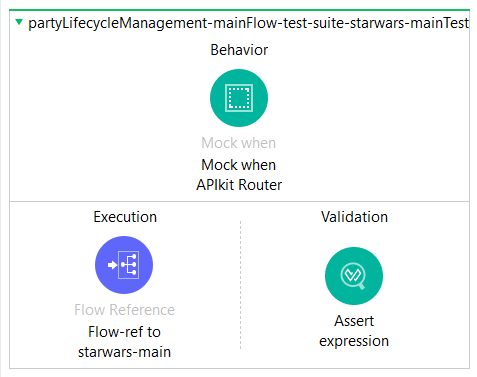 partyLifecycleManagement-mainFlow-test-suite-starwars-mainTest
Behavior
Mock when
Mock when
APIkit Router
Execution
Validation
Flow Reference
Flow-ref to
starwars-main
Assert
expression